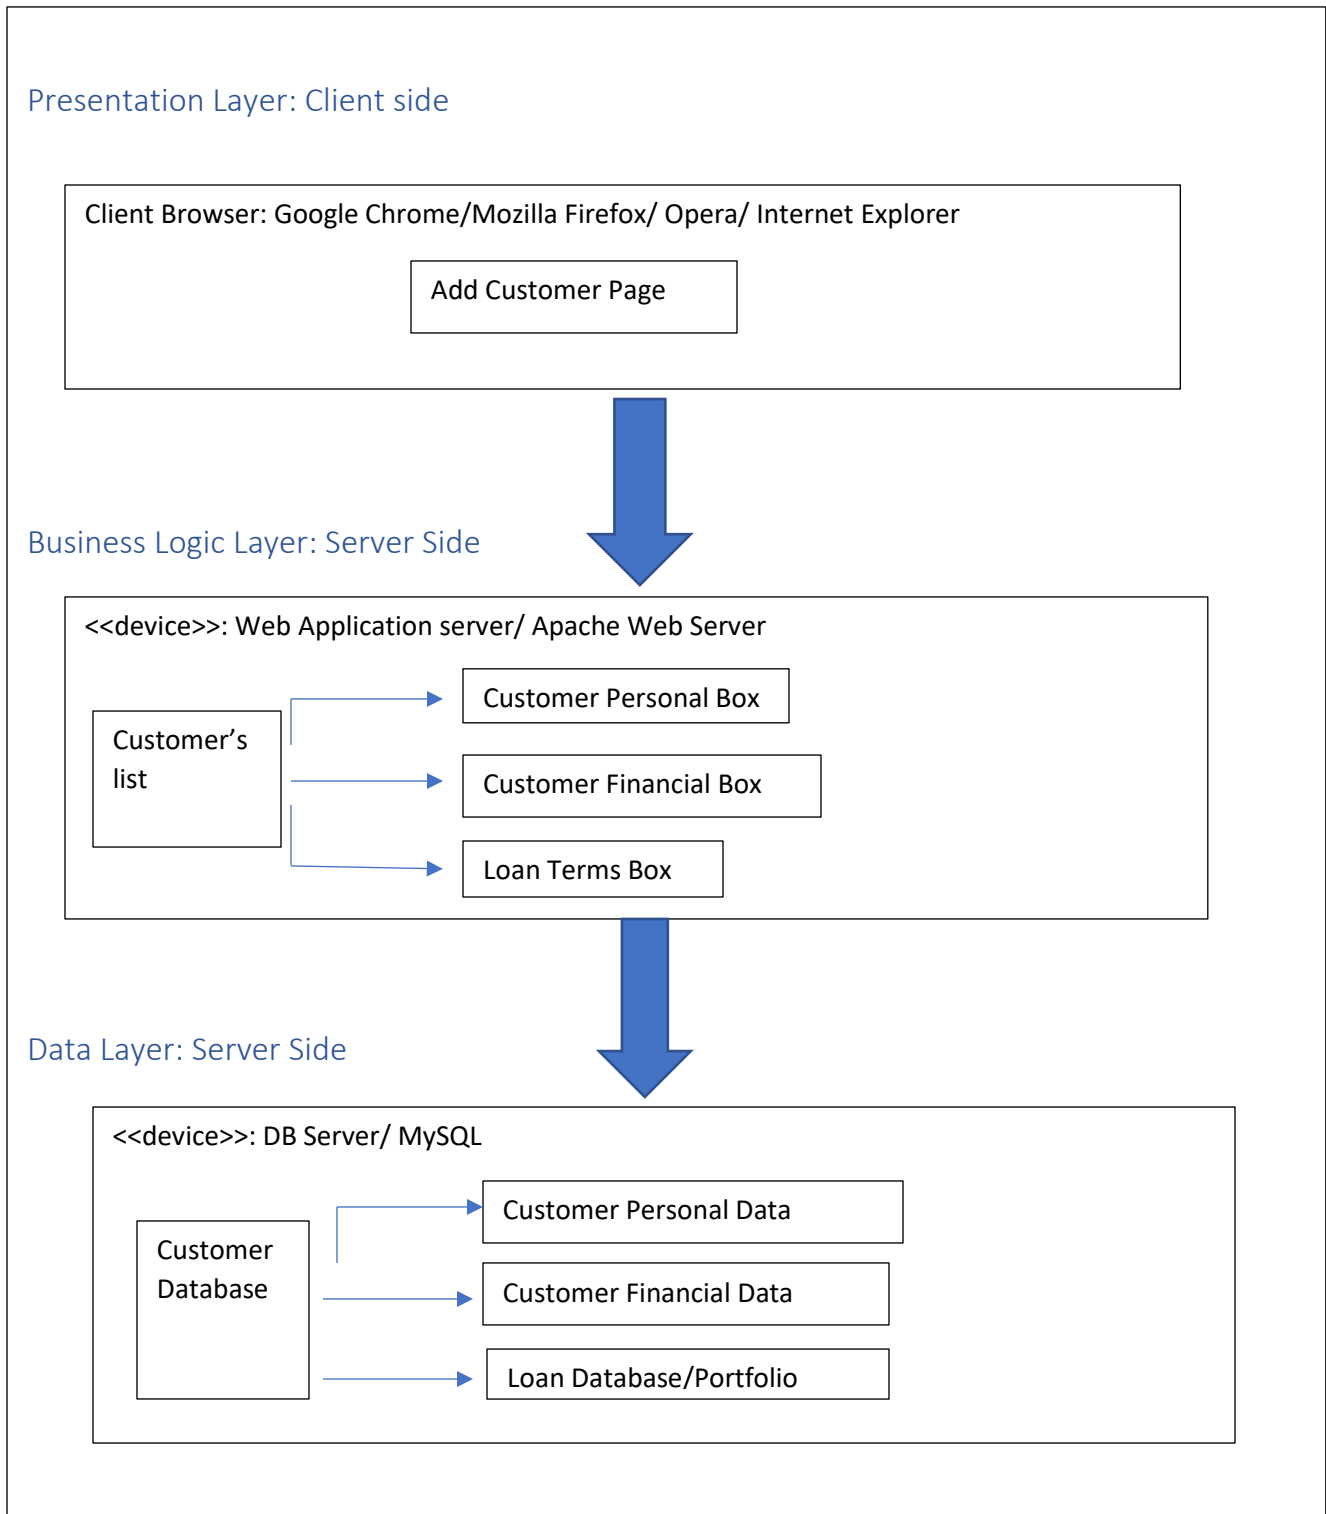 Presentation Layer: Client side
Client Browser: Google Chrome/Mozilla Firefox/ Opera/ Internet Explorer
Add Customer Page
Business Logic Layer: Server Side
<<device>>: Web Application server/ Apache Web Server
Customer Personal Box
Customer's
list
Customer Financial Box
Loan Terms Box
Data Layer: Server Side
<<device>>: DB Server/ MySQL
Customer Personal Data
Customer
Database
Customer Financial Data
Loan Database/Portfolio